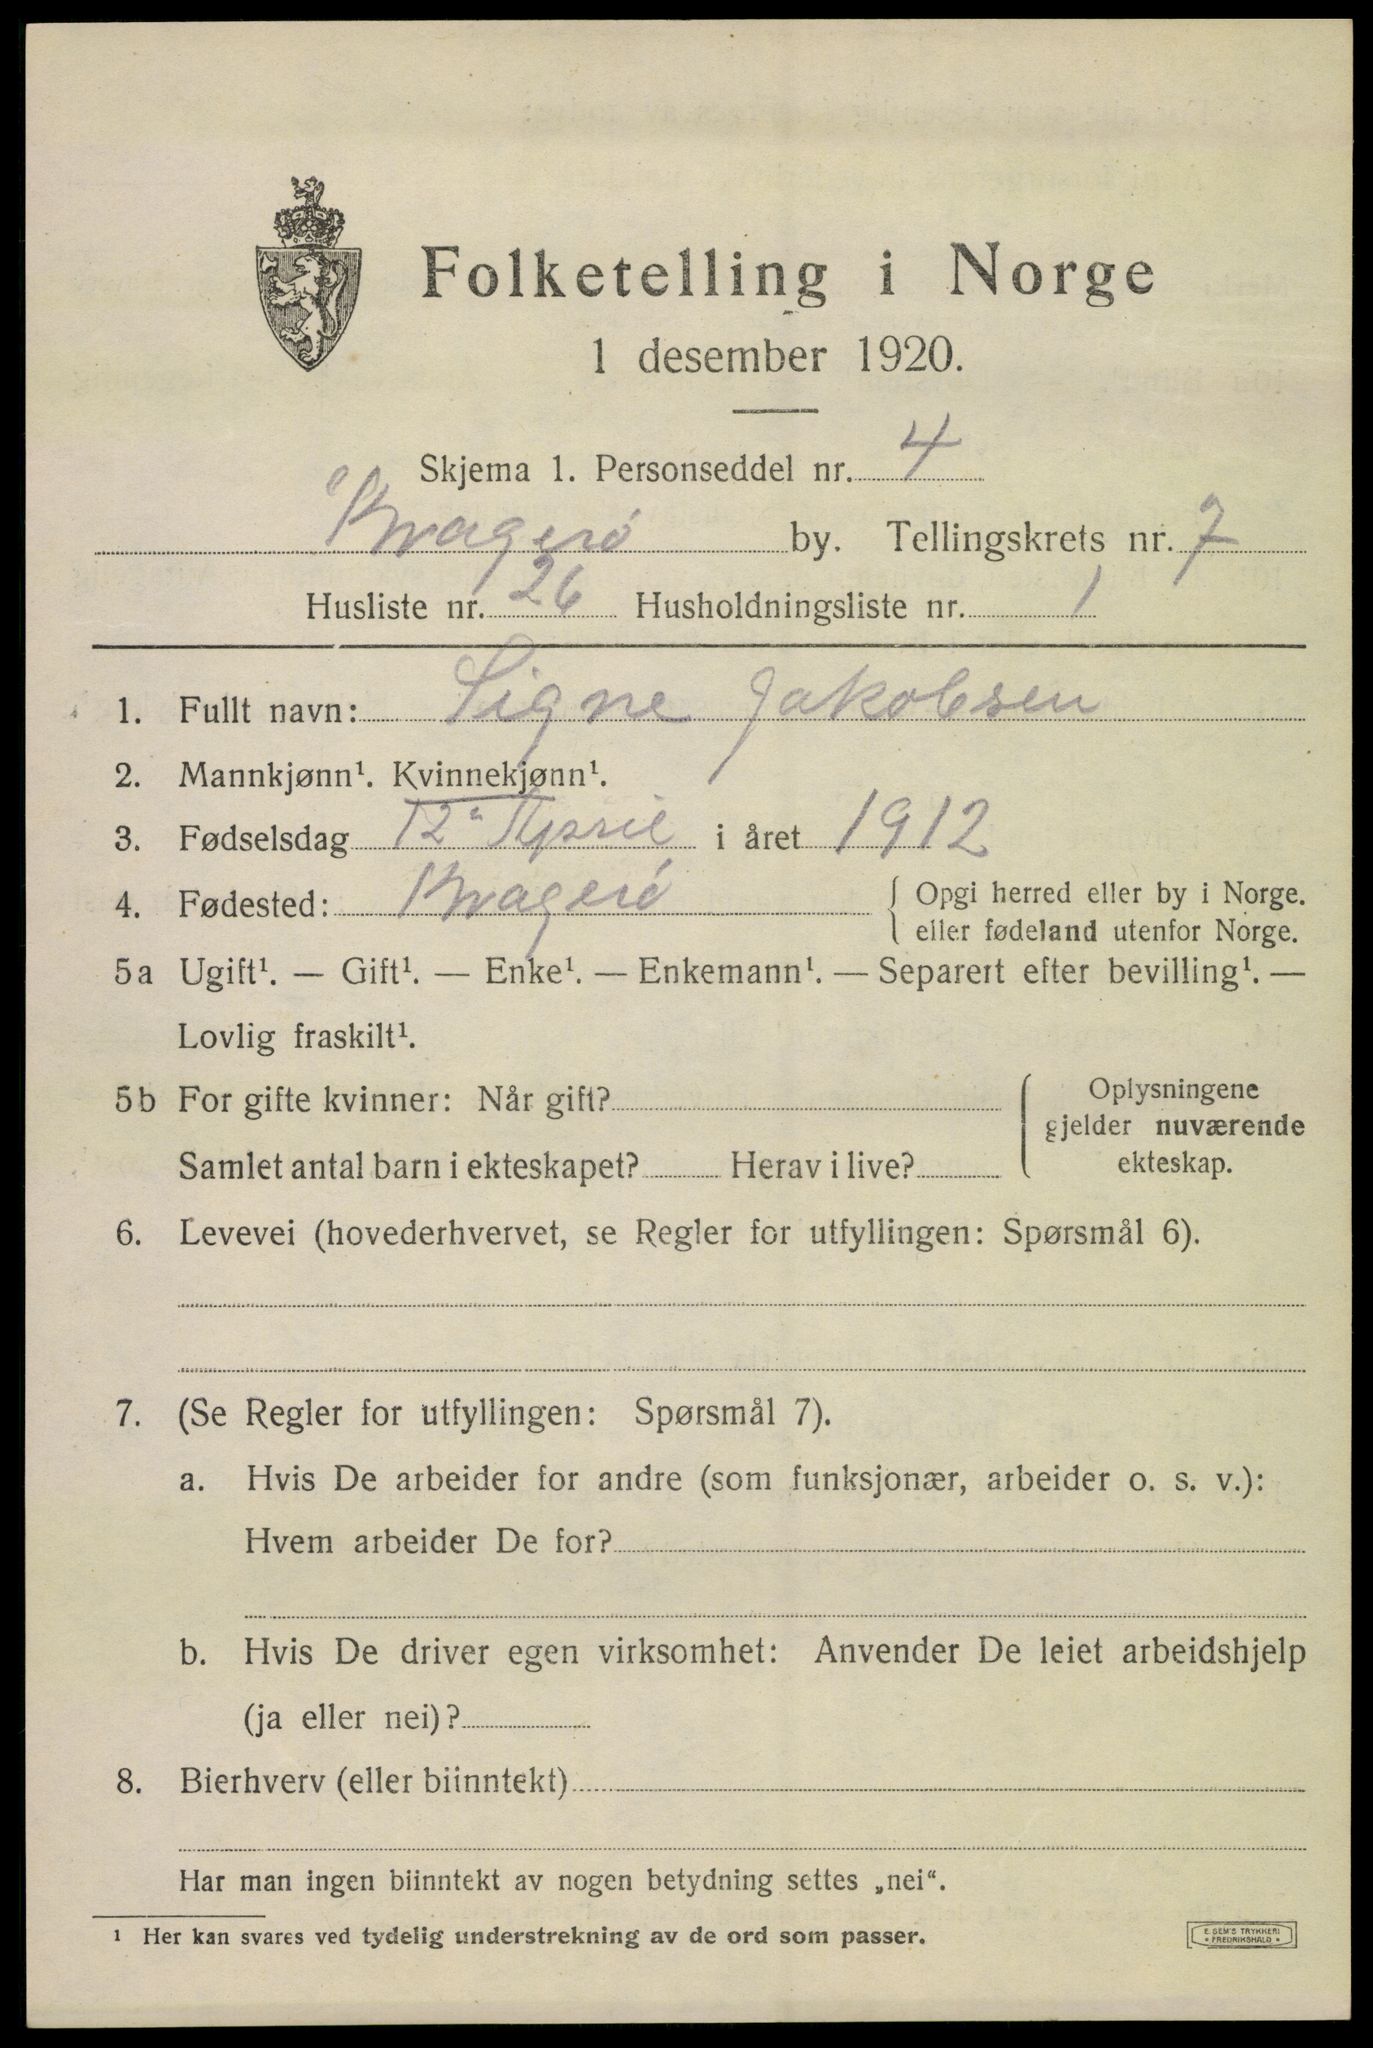 Folketelling i Norge
1 desember 1920.
Skjema 1. Personseddel nr. 4
Kragerø by. Tellingskrets nr. 7
Husliste nr. 26 Husholdningsliste nr. 1
1. Fullt navn: Signe Jakobsen
2. Mannkjønn¹. Kvinnekjønn¹.
3. Fødselsdag 12" April i året 1912
4. Fødested: Kragerø { Opgi herred eller by i Norge.
eller fødeland utenfor Norge.
5a Ugift¹. — Gift¹. — Enke¹. — Enkemann¹. — Separert efter bevilling¹. —
Lovlig fraskilt¹.
5b For gifte kvinner: Når gift?
Samlet antal barn i ekteskapet? Herav i live?
Oplysningene
gjelder nuværende
ekteskap.
6. Levevei (hovederhvervet, se Regler for utfyllingen: Spørsmål 6).
7. (Se Regler for utfyllingen: Spørsmål 7).
a. Hvis De arbeider for andre (som funksjonær, arbeider o. s. v.):
Hvem arbeider De for?
b. Hvis De driver egen virksomhet: Anvender De leiet arbeidshjelp
(ja eller nei)?
8. Bierhverv (eller biinntekt)
Har man ingen biinntekt av nogen betydning settes „nei“.
¹ Her kan svares ved tydelig understrekning av de ord som passer.
E. SEM'S TRYKKERI
• FREDRIKSHALD •